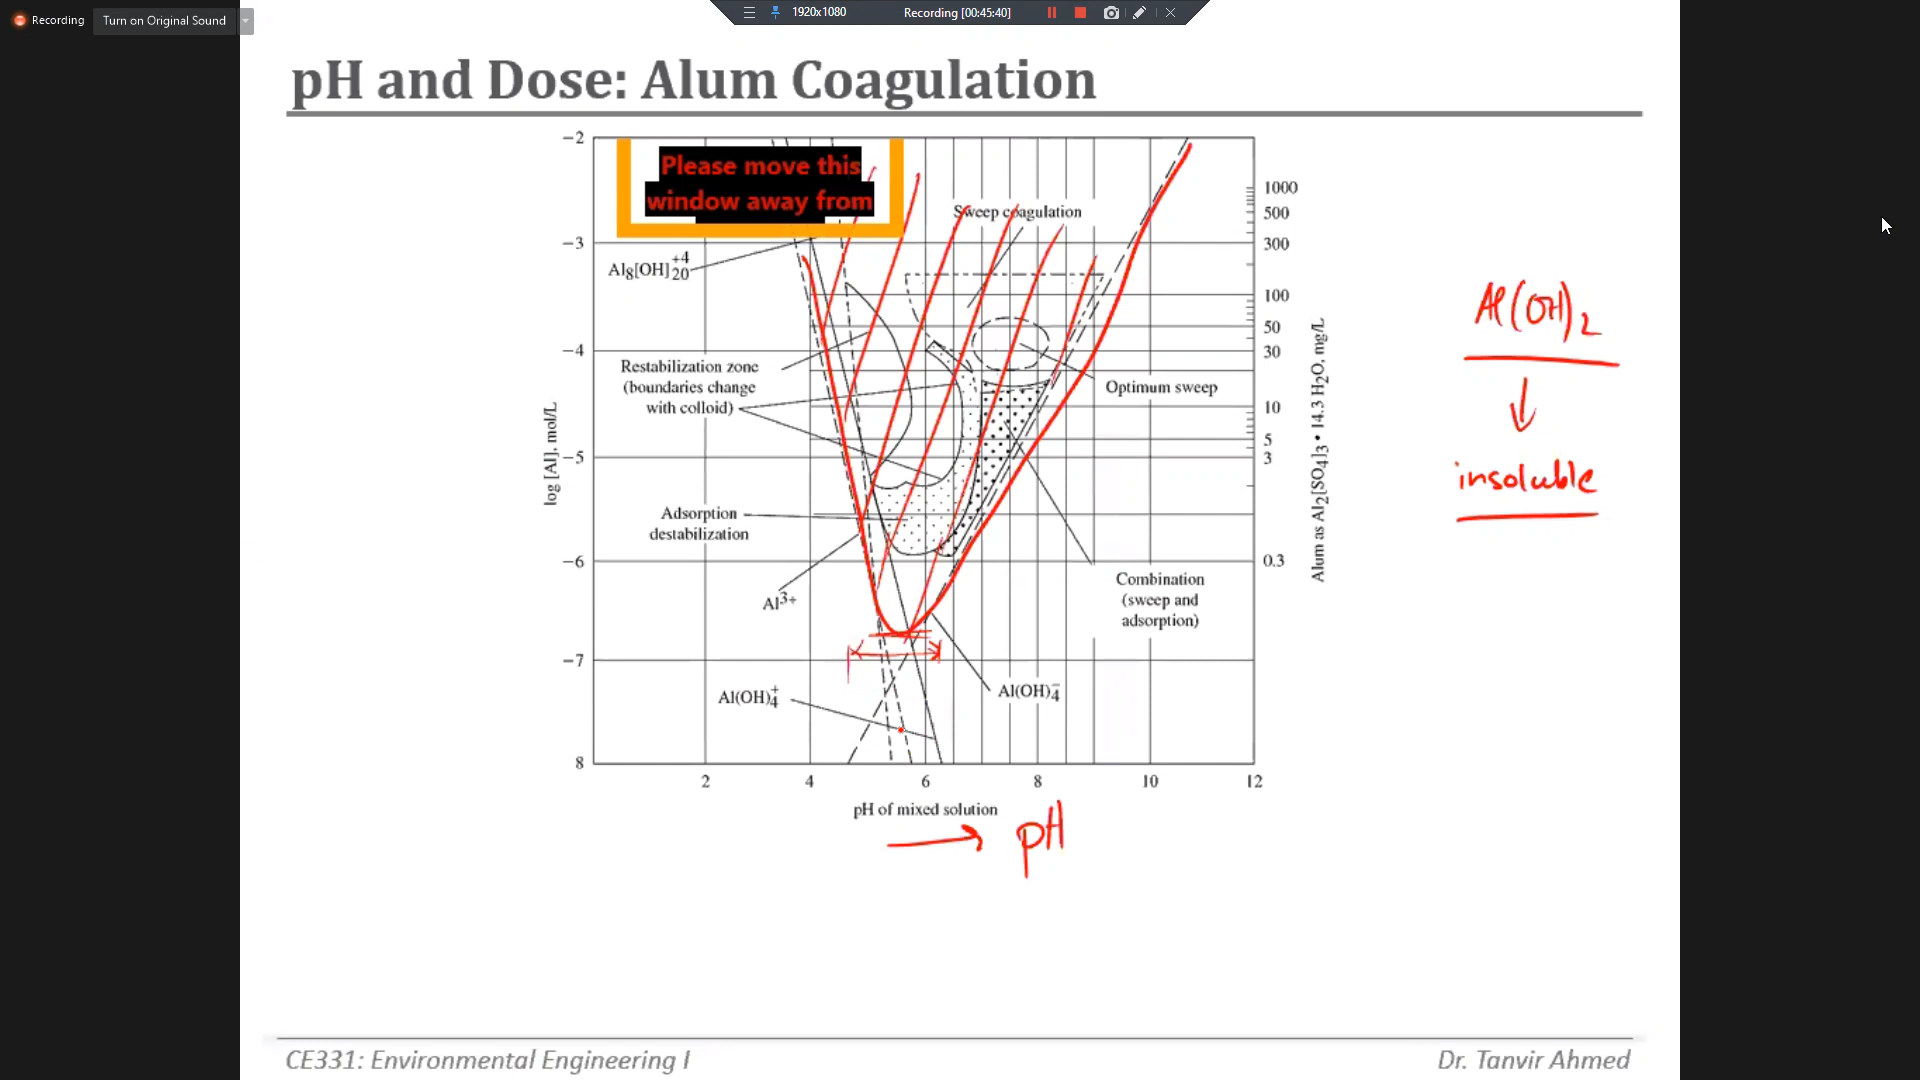 Recording
Turn on Original Sound
1920x1080
Recording [00:45:40]
pH and Dose: Alum Coagulation
Please move this
window away from
Sweep coagulation
Al8[OH]20+4
Restabilization zone
(boundaries change
with colloid)
Adsorption
destabilization
Al3+
Al(OH)4+
Al(OH)4−
Optimum sweep
Combination
(sweep and
adsorption)
−2
−3
−4
−5
−6
−7
8
log [Al], mol/L
1000
500
300
100
50
30
10
5
3
0.3
Alum as Al2[SO4]3 • 14.3 H2O, mg/L
2 4 6 8 10 12
pH of mixed solution
pH
Al(OH)2
insoluble
CE331: Environmental Engineering I
Dr. Tanvir Ahmed